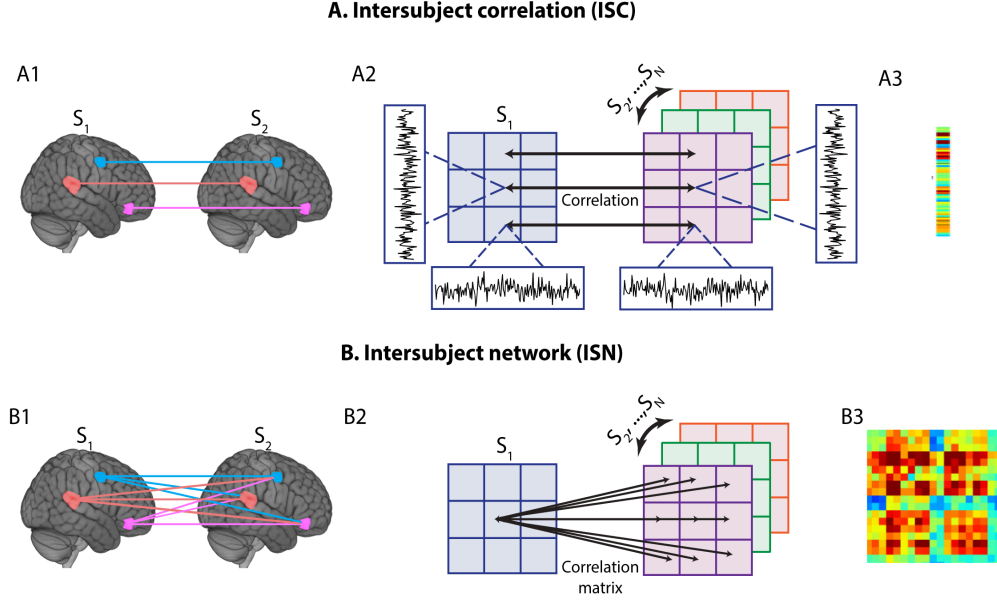 A. Intersubject correlation (ISC)
A1
A2
A3
S1
S2
S1
S2, ...,SN
Correlation
B. Intersubject network (ISN)
B1
B2
B3
S1
S2
S1
S2, ...,SN
Correlation
matrix